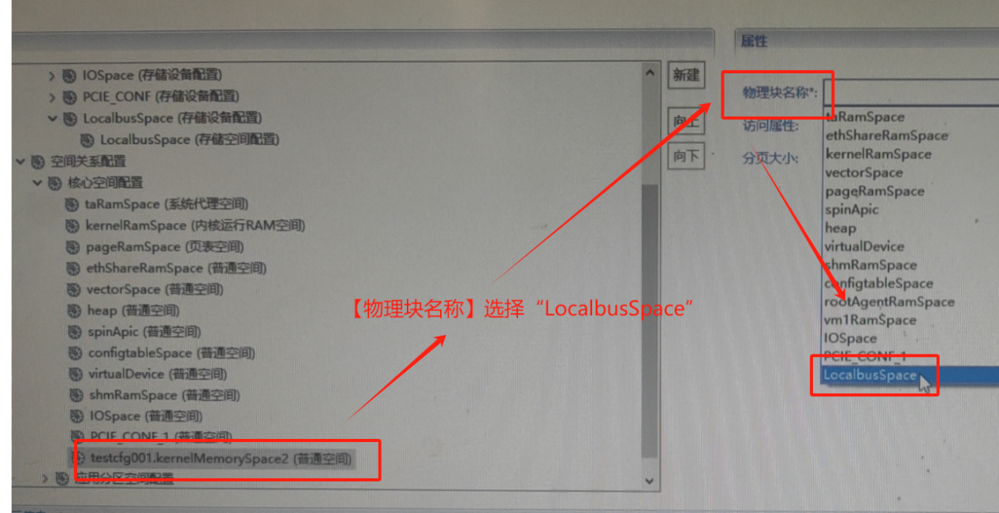 属性
IOSpace (存储设备配置)
PCIE_CONF (存储设备配置)
LocalbusSpace (存储设备配置)
LocalbusSpace (存储空间配置)
空间关系配置
核心空间配置
taRamSpace (系统代理空间)
kernelRamSpace (内核运行RAM空间)
pageRamSpace (页表空间)
ethShareRamSpace (普通空间)
vectorSpace (普通空间)
heap (普通空间)
spinApic (普通空间)
configtableSpace (普通空间)
virtualDevice (普通空间)
shmRamSpace (普通空间)
IOSpace (普通空间)
PCIE_CONF_1 (普通空间)
testcfg001.kernelMemorySpace2 (普通空间)
应用分区空间配置
新建
向上
向下
【物理块名称】选择“LocalbusSpace”
物理块名称*:
访问属性:
分页大小:
taRamSpace
ethShareRamSpace
kernelRamSpace
vectorSpace
pageRamSpace
spinApic
heap
virtualDevice
shmRamSpace
configtableSpace
rootAgentRamSpace
vm1RamSpace
IOSpace
PCIE_CONF_1
LocalbusSpace